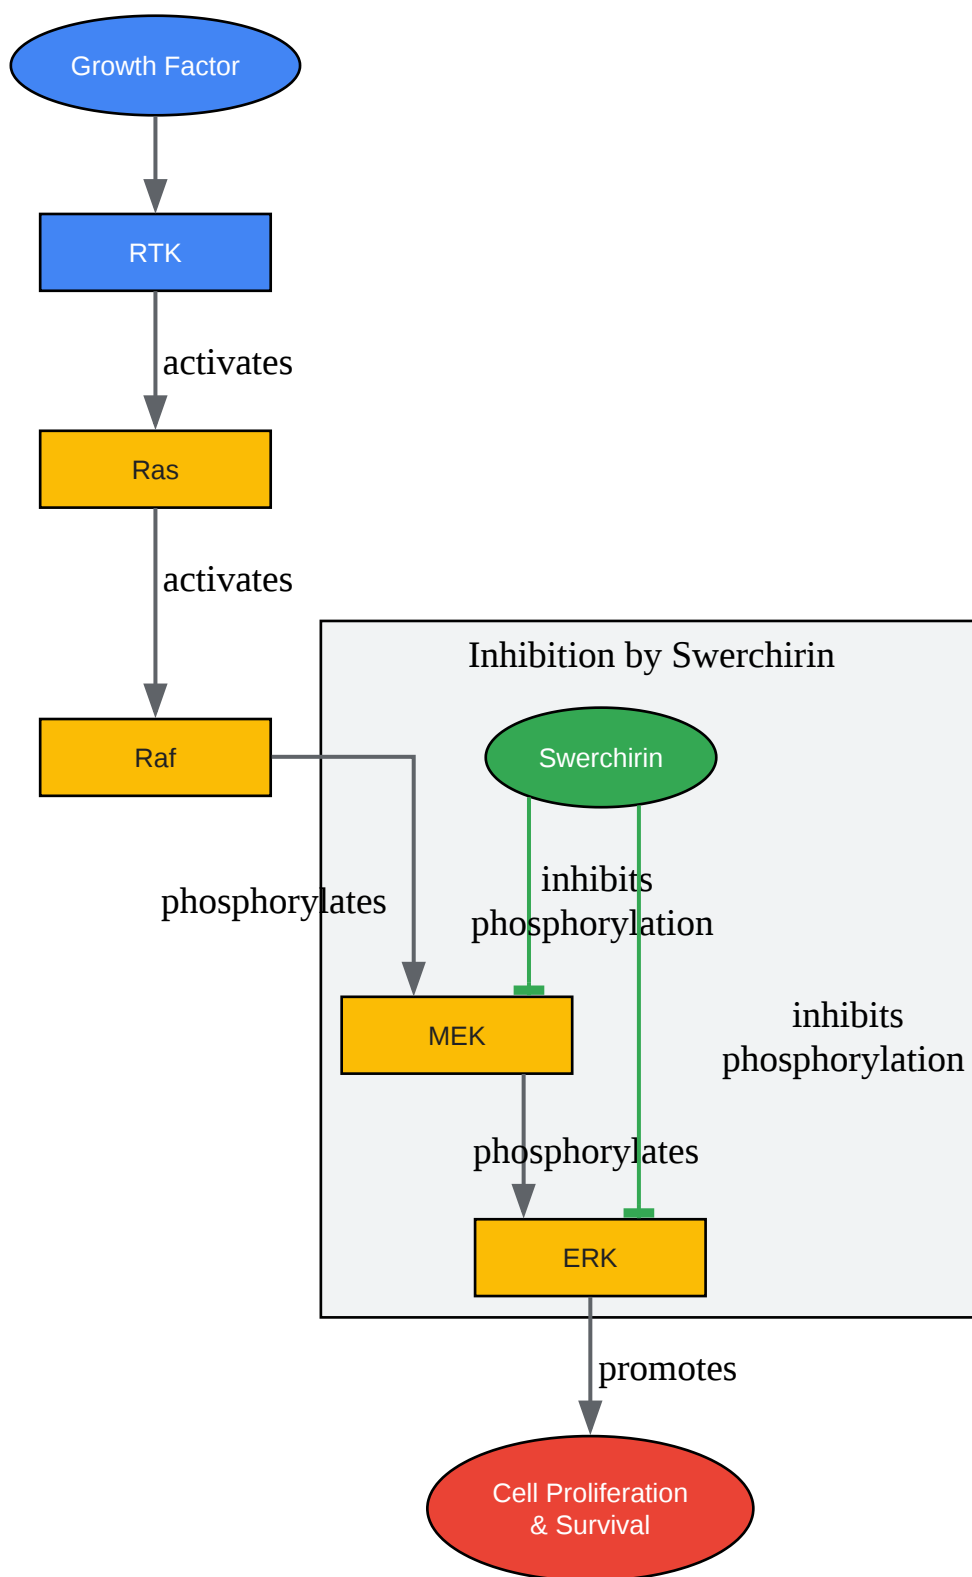 Growth Factor
RTK
activates
Ras
activates
Inhibition by Swerchirin
Raf
Swerchirin
phosphorylates
inhibits
phosphorylation
inhibits
phosphorylation
MEK
phosphorylates
ERK
promotes
Cell Proliferation
& Survival